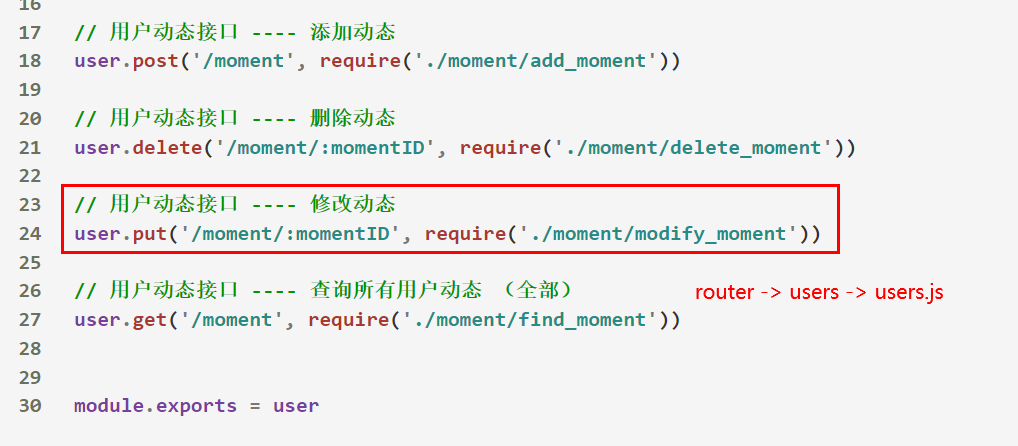 16
17 // 用户动态接口 ---- 添加动态
18 user.post('/moment', require('./moment/add_moment'))
19
20 // 用户动态接口 ---- 删除动态
21 user.delete('/moment/:momentID', require('./moment/delete_moment'))
22
23 // 用户动态接口 ---- 修改动态
24 user.put('/moment/:momentID', require('./moment/modify_moment'))
25
26 // 用户动态接口 ---- 查询所有用户动态 （全部） router -> users -> users.js
27 user.get('/moment', require('./moment/find_moment'))
28
29
30 module.exports = user